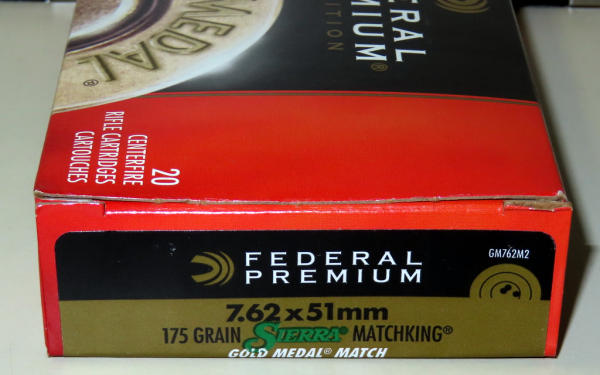 MEDAL®
FEDERAL
PREMIUM®
20
CENTERFIRE
RIFLE CARTRIDGES
CARTOUCHES
FEDERAL
PREMIUM
GM762M2
7.62x51mm
175 GRAIN SIERRA® MATCHKING®
GOLD MEDAL® MATCH